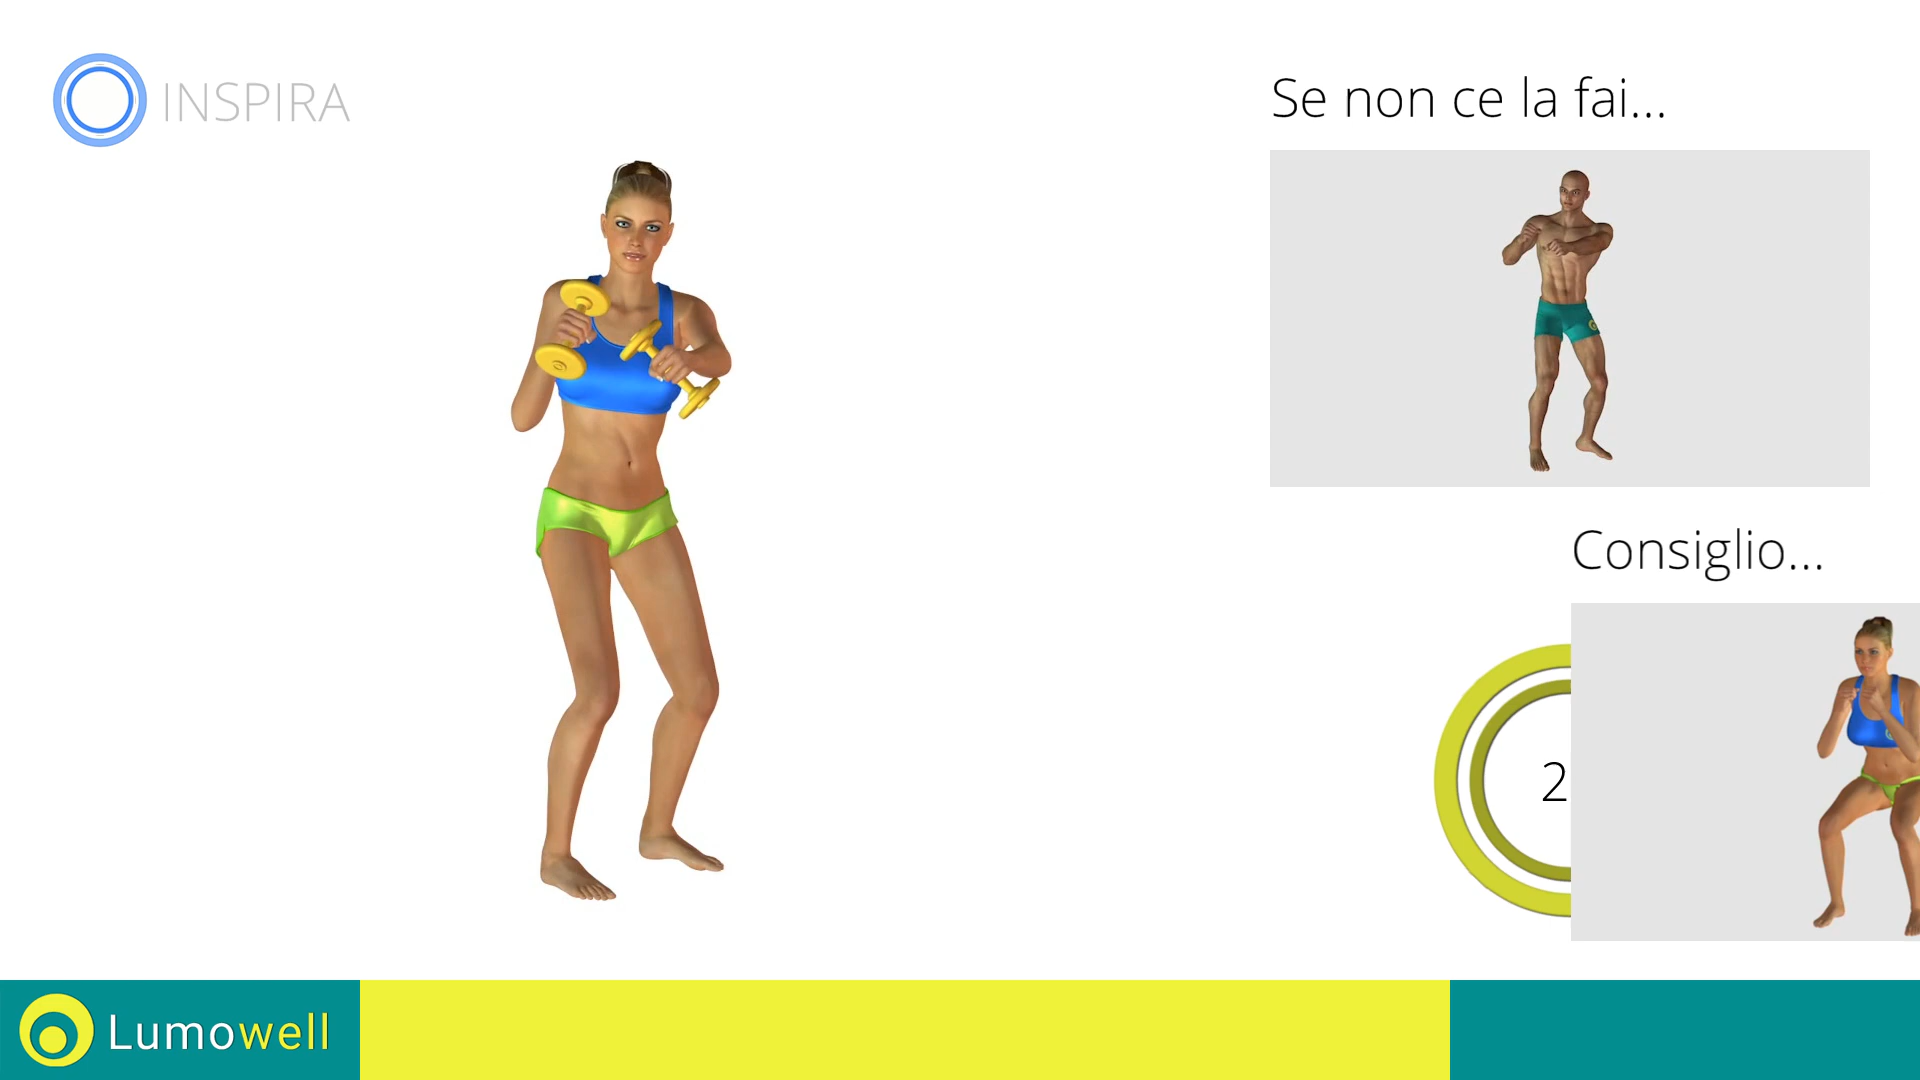 INSPIRA
Se non ce la fai...
Consiglio...
2
Lumowell